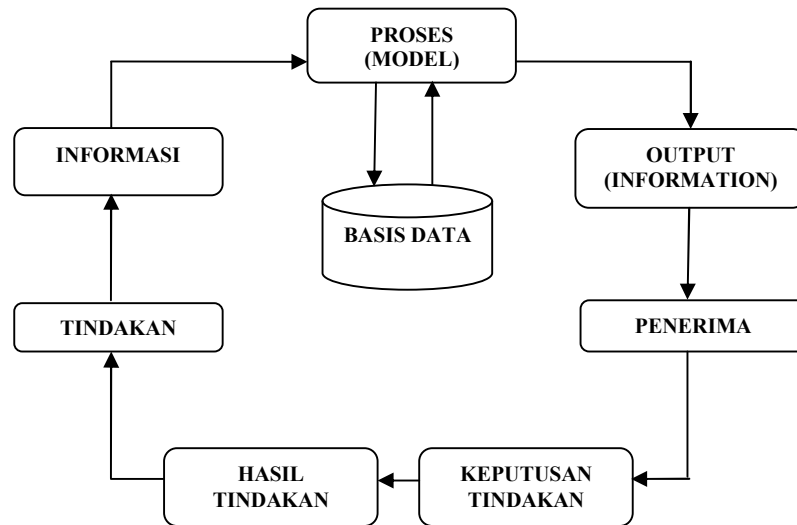 PROSES
(MODEL)
INFORMASI
OUTPUT
(INFORMATION)
BASIS DATA
TINDAKAN
PENERIMA
HASIL
TINDAKAN
KEPUTUSAN
TINDAKAN